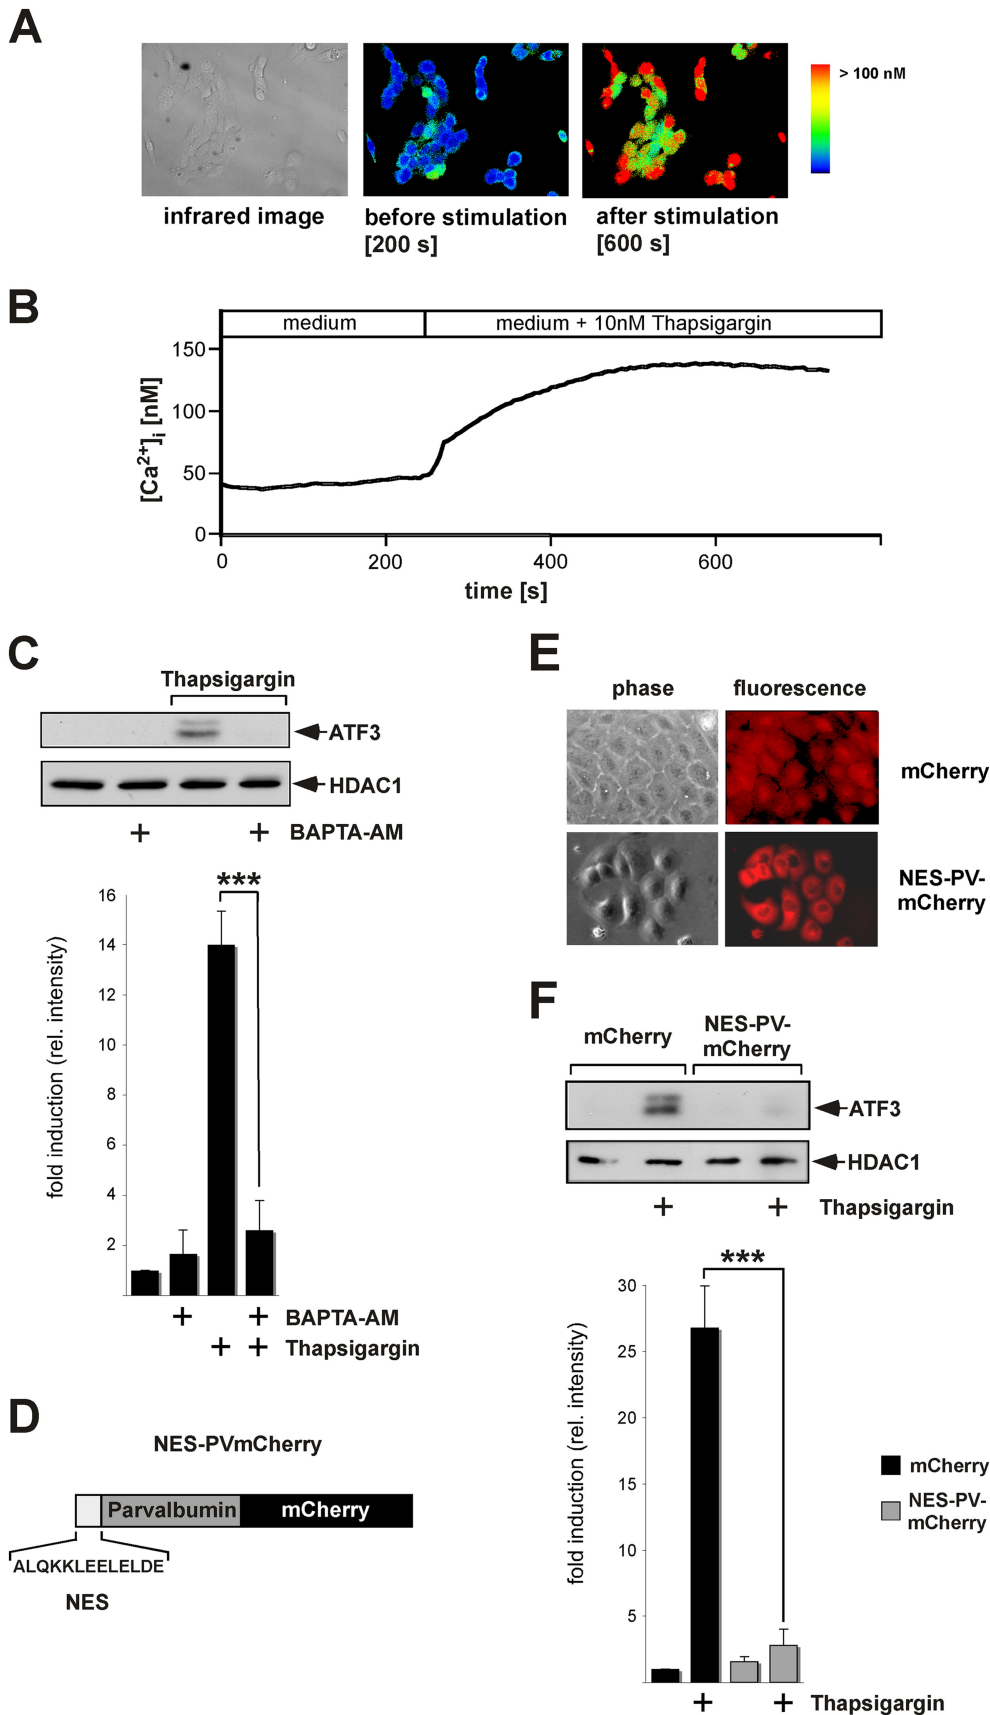 A
> 100 nM
infrared image
before stimulation
[200 s]
after stimulation
[600 s]
B
medium
medium + 10nM Thapsigargin
150
100
50
0
[Ca2+]i [nM]
0
200
400
600
time [s]
C
Thapsigargin
ATF3
HDAC1
+ + BAPTA-AM
***
16
14
12
10
8
6
4
2
fold induction (rel. intensity)
+ + BAPTA-AM
+ + Thapsigargin
D
NES-PVmCherry
Parvalbumin
mCherry
ALQKKLEELELDE
NES
E
phase
fluorescence
mCherry
NES-PV-
mCherry
F
mCherry
NES-PV-
mCherry
ATF3
HDAC1
+ + Thapsigargin
***
30
25
20
15
10
5
fold induction (rel. intensity)
mCherry
NES-PV-
mCherry
+ + Thapsigargin